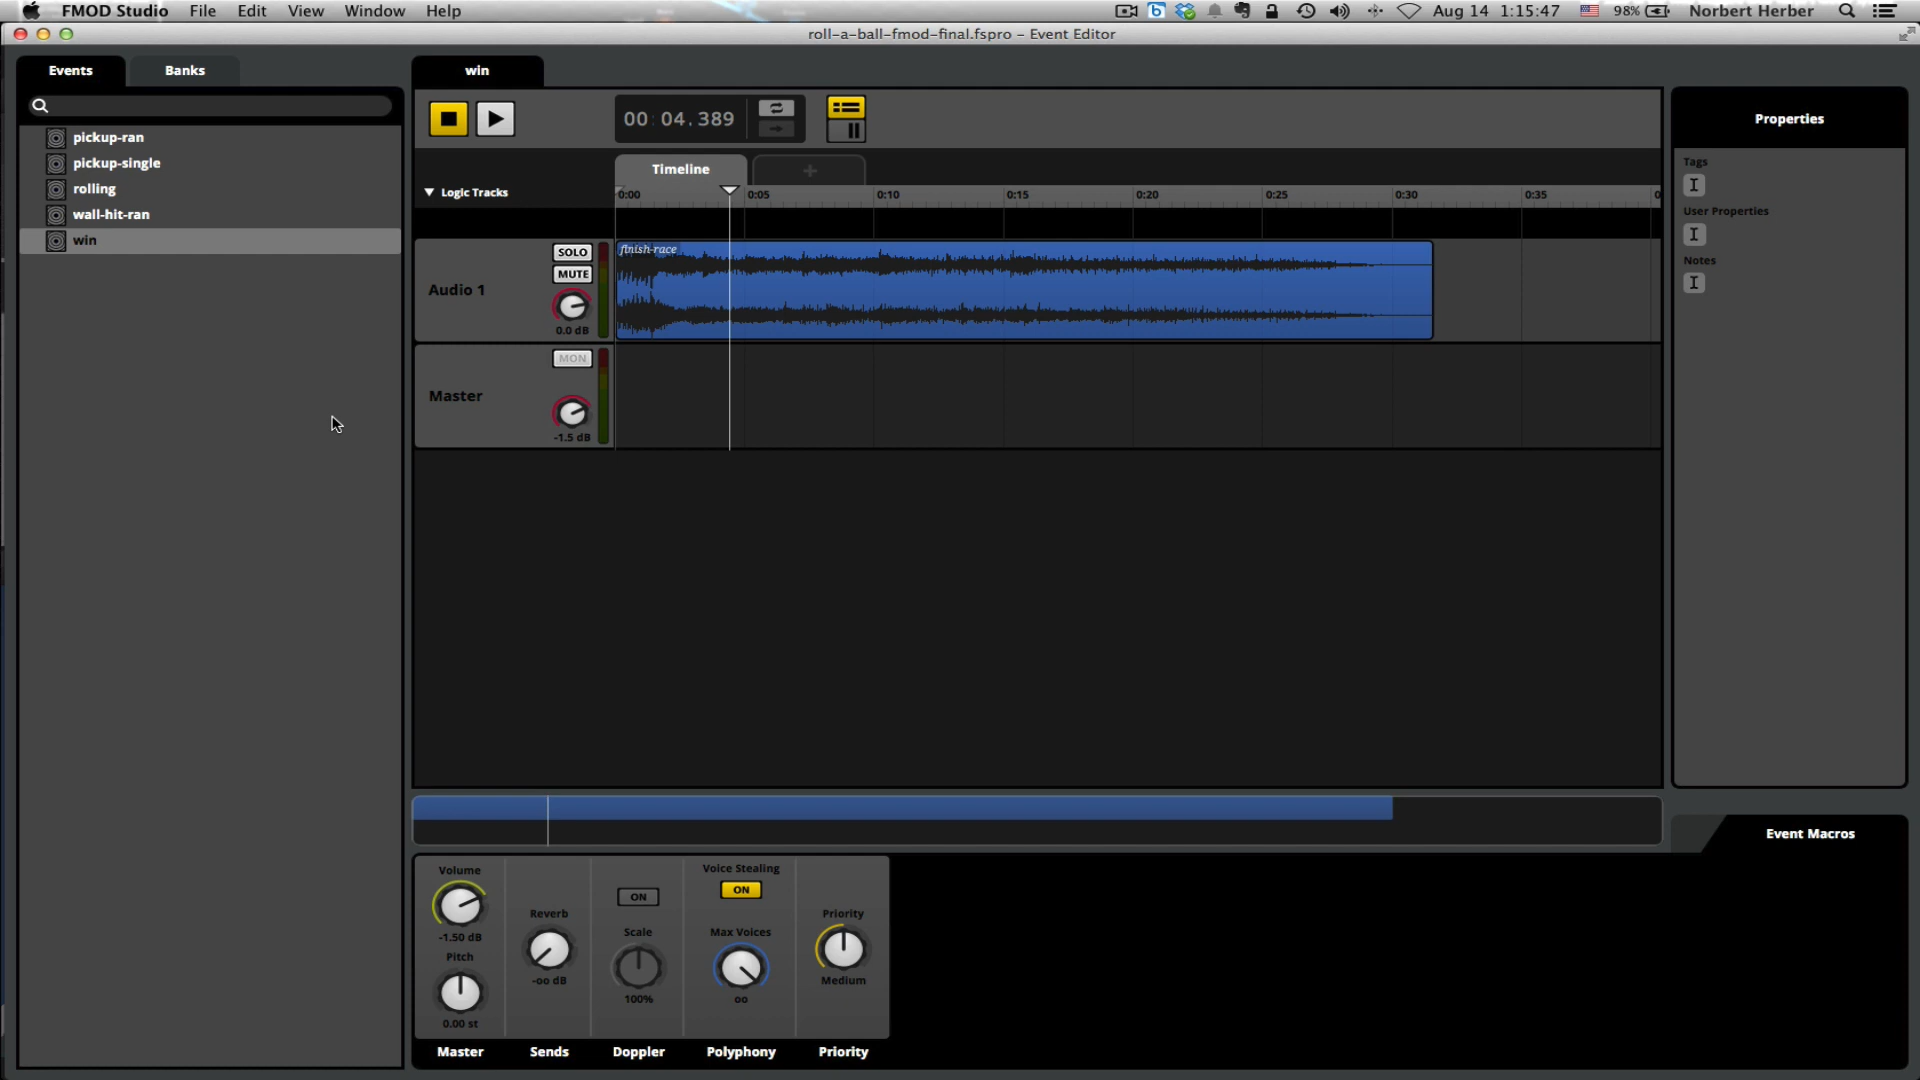 FMOD Studio File Edit View Window Help Aug 14 1:15:47 98% Norbert Herber
roll-a-ball-fmod-final.fspro – Event Editor
Events Banks
pickup-ran
pickup-single
rolling
wall-hit-ran
win
win
00:04.389
Timeline +
Logic Tracks
0:00 0:05 0:10 0:15 0:20 0:25 0:30 0:35
finish-race
Audio 1
SOLO
MUTE
0.0 dB
Master
MON
-1.5 dB
Properties
Tags
User Properties
Notes
Event Macros
Volume
-1.50 dB
Pitch
0.00 st
Master
Reverb
-oo dB
Sends
ON
Scale
100%
Doppler
Voice Stealing
ON
Max Voices
oo
Polyphony
Priority
Medium
Priority